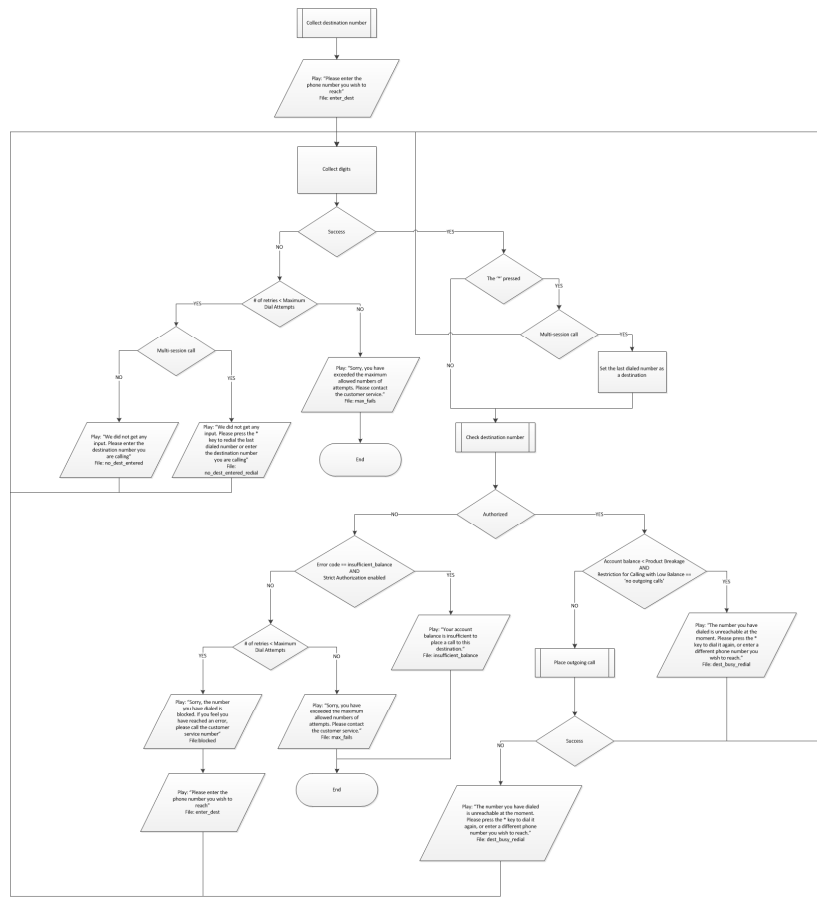 Collect destination number
Play: "Please enter the
phone number you wish to
reach"
File: enter_dest
Collect digits
Success
YES
NO
The '*' pressed
# of retries < Maximum
Dial Attempts
YES
YES
NO
Multi-session call
YES
Multi-session call
NO
YES
Play: "Sorry, you have
exceeded the maximum
allowed numbers of
attempts. Please contact
the customer service."
File: max_fails
NO
Set the last dialed number as
a destination
Play: "We did not get any
input. Please enter the
destination number you
are calling"
File: no_dest_entered
Play: "We did not get any
input. Please press the *
key to redial the last
dialed number or enter
the destination number
you are calling"
File:
no_dest_entered_redial
Check destination number
End
Authorized
NO
YES
Error code == insufficient_balance
AND
Strict Authorization enabled
Account balance < Product Breakage
AND
Restriction for Calling with Low Balance ==
'no outgoing calls'
NO
YES
NO
YES
Play: "Your account
balance is insufficient to
place a call to this
destination."
File: insufficient_balance
Play: "The number you have
dialed is unreachable at the
moment. Please press the *
key to dial it again, or enter a
different phone number you
wish to reach."
File: dest_busy_redial
# of retries < Maximum
Dial Attempts
YES
NO
Place outgoing call
Play: "Sorry, the number
you have dialed is
blocked. If you feel you
have reached an error,
please call the customer
service number"
File:blocked
Play: "Sorry, you have
exceeded the maximum
allowed numbers of
attempts. Please contact
the customer service."
File: max_fails
Success
NO
Play: "Please enter the
phone number you wish to
reach"
File: enter_dest
End
Play: "The number you have dialed
is unreachable at the moment.
Please press the * key to dial it
again, or enter a different phone
number you wish to reach."
File: dest_busy_redial